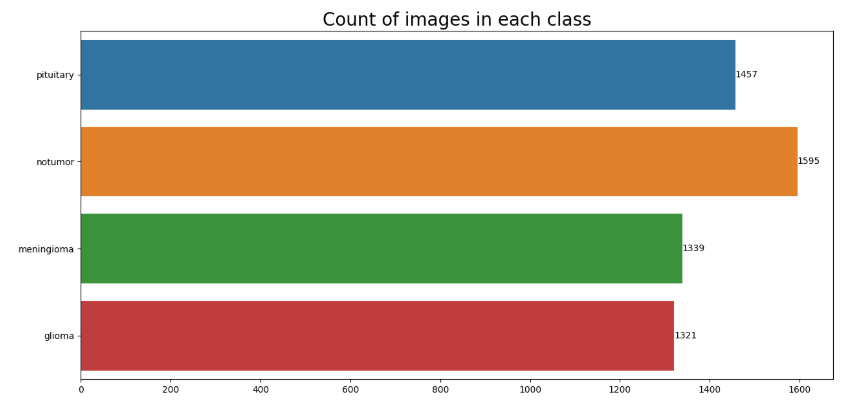 Count of images in each class
pituitary
1457
notumor
1595
meningioma
1339
glioma
1321
0 200 400 600 800 1000 1200 1400 1600